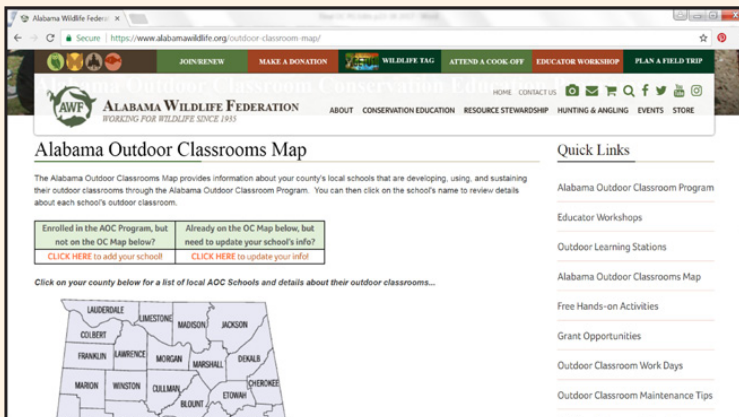 Alabama Wildlife Federa
Secure https://www.alabamawildlife.org/outdoor-classroom-map/
JOIN/RENEW MAKE A DONATION WILDLIFE TAG ATTEND A COOK OFF EDUCATOR WORKSHOP PLAN A FIELD TRIP
Alabama Outdoor Classroom Conservation Education
HOME CONTACT US
AWF
ALABAMA WILDLIFE FEDERATION
WORKING FOR WILDLIFE SINCE 1935
ABOUT CONSERVATION EDUCATION RESOURCE STEWARDSHIP HUNTING & ANGLING EVENTS STORE
Alabama Outdoor Classrooms Map
The Alabama Outdoor Classrooms Map provides information about your county's local schools that are developing, using, and sustaining
their outdoor classrooms through the Alabama Outdoor Classroom Program. You can then click on the school's name to review details
about each school's outdoor classroom.
Enrolled in the AOC Program, but
not on the OC Map below?
CLICK HERE to add your school!
Already on the OC Map below, but
need to update your school's info?
CLICK HERE to update your info!
Click on your county below for a list of local AOC Schools and details about their outdoor classrooms...
LAUDERDALE
LIMESTONE
MADISON
JACKSON
COLBERT
FRANKLIN
LAWRENCE
MORGAN
MARSHALL
DEKALB
MARION
WINSTON
CULLMAN
BLOUNT
ETOWAH
CHEROKEE
Quick Links
Alabama Outdoor Classroom Program
Educator Workshops
Outdoor Learning Stations
Alabama Outdoor Classrooms Map
Free Hands-on Activities
Grant Opportunities
Outdoor Classroom Work Days
Outdoor Classroom Maintenance Tips